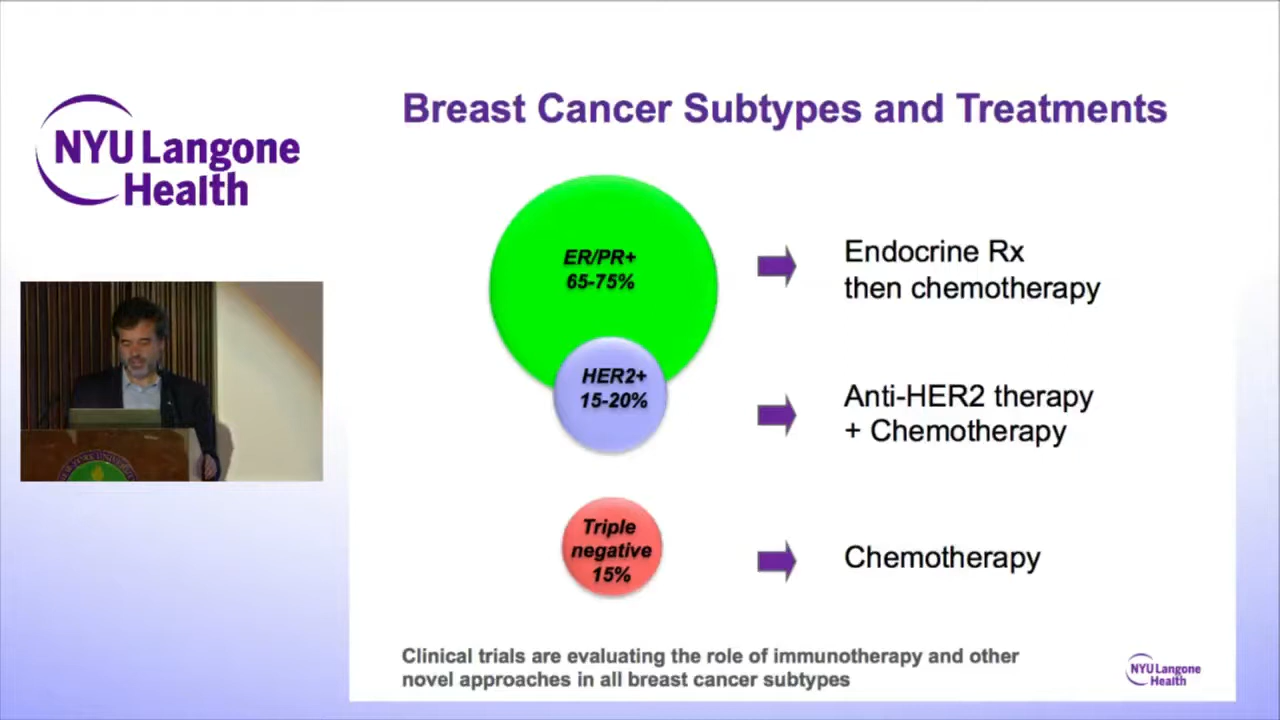 NYU Langone
Health
Breast Cancer Subtypes and Treatments
ER/PR+
65-75%
Endocrine Rx
then chemotherapy
HER2+
15-20%
Anti-HER2 therapy
+ Chemotherapy
Triple
negative
15%
Chemotherapy
Clinical trials are evaluating the role of immunotherapy and other
novel approaches in all breast cancer subtypes
NYU Langone
Health